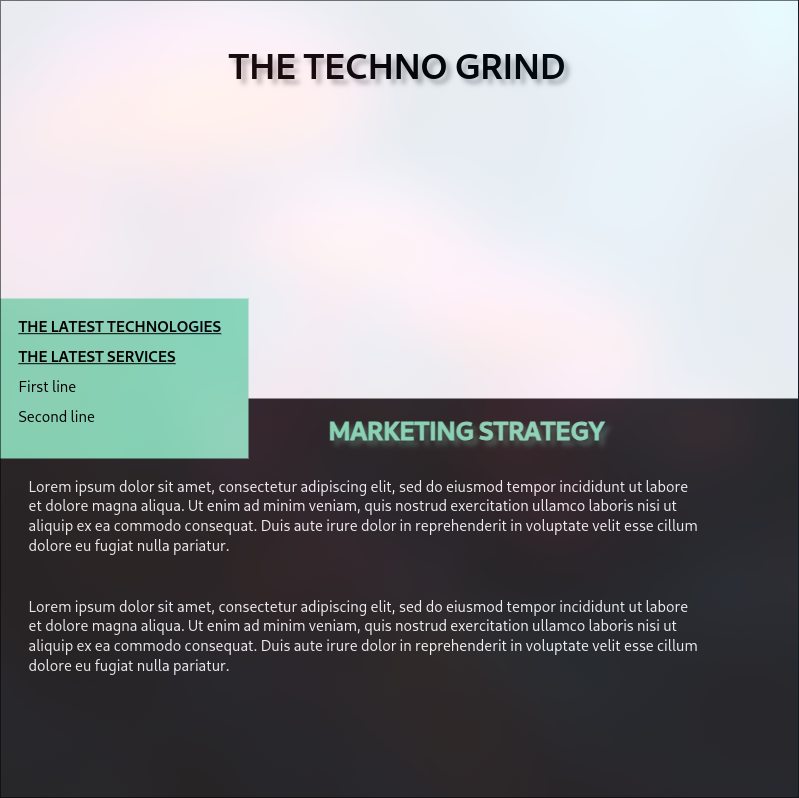 THE TECHNO GRIND
THE LATEST TECHNOLOGIES
THE LATEST SERVICES
First line
Second line
MARKETING STRATEGY
Lorem ipsum dolor sit amet, consectetur adipiscing elit, sed do eiusmod tempor incididunt ut labore
et dolore magna aliqua. Ut enim ad minim veniam, quis nostrud exercitation ullamco laboris nisi ut
aliquip ex ea commodo consequat. Duis aute irure dolor in reprehenderit in voluptate velit esse cillum
dolore eu fugiat nulla pariatur.
Lorem ipsum dolor sit amet, consectetur adipiscing elit, sed do eiusmod tempor incididunt ut labore
et dolore magna aliqua. Ut enim ad minim veniam, quis nostrud exercitation ullamco laboris nisi ut
aliquip ex ea commodo consequat. Duis aute irure dolor in reprehenderit in voluptate velit esse cillum
dolore eu fugiat nulla pariatur.